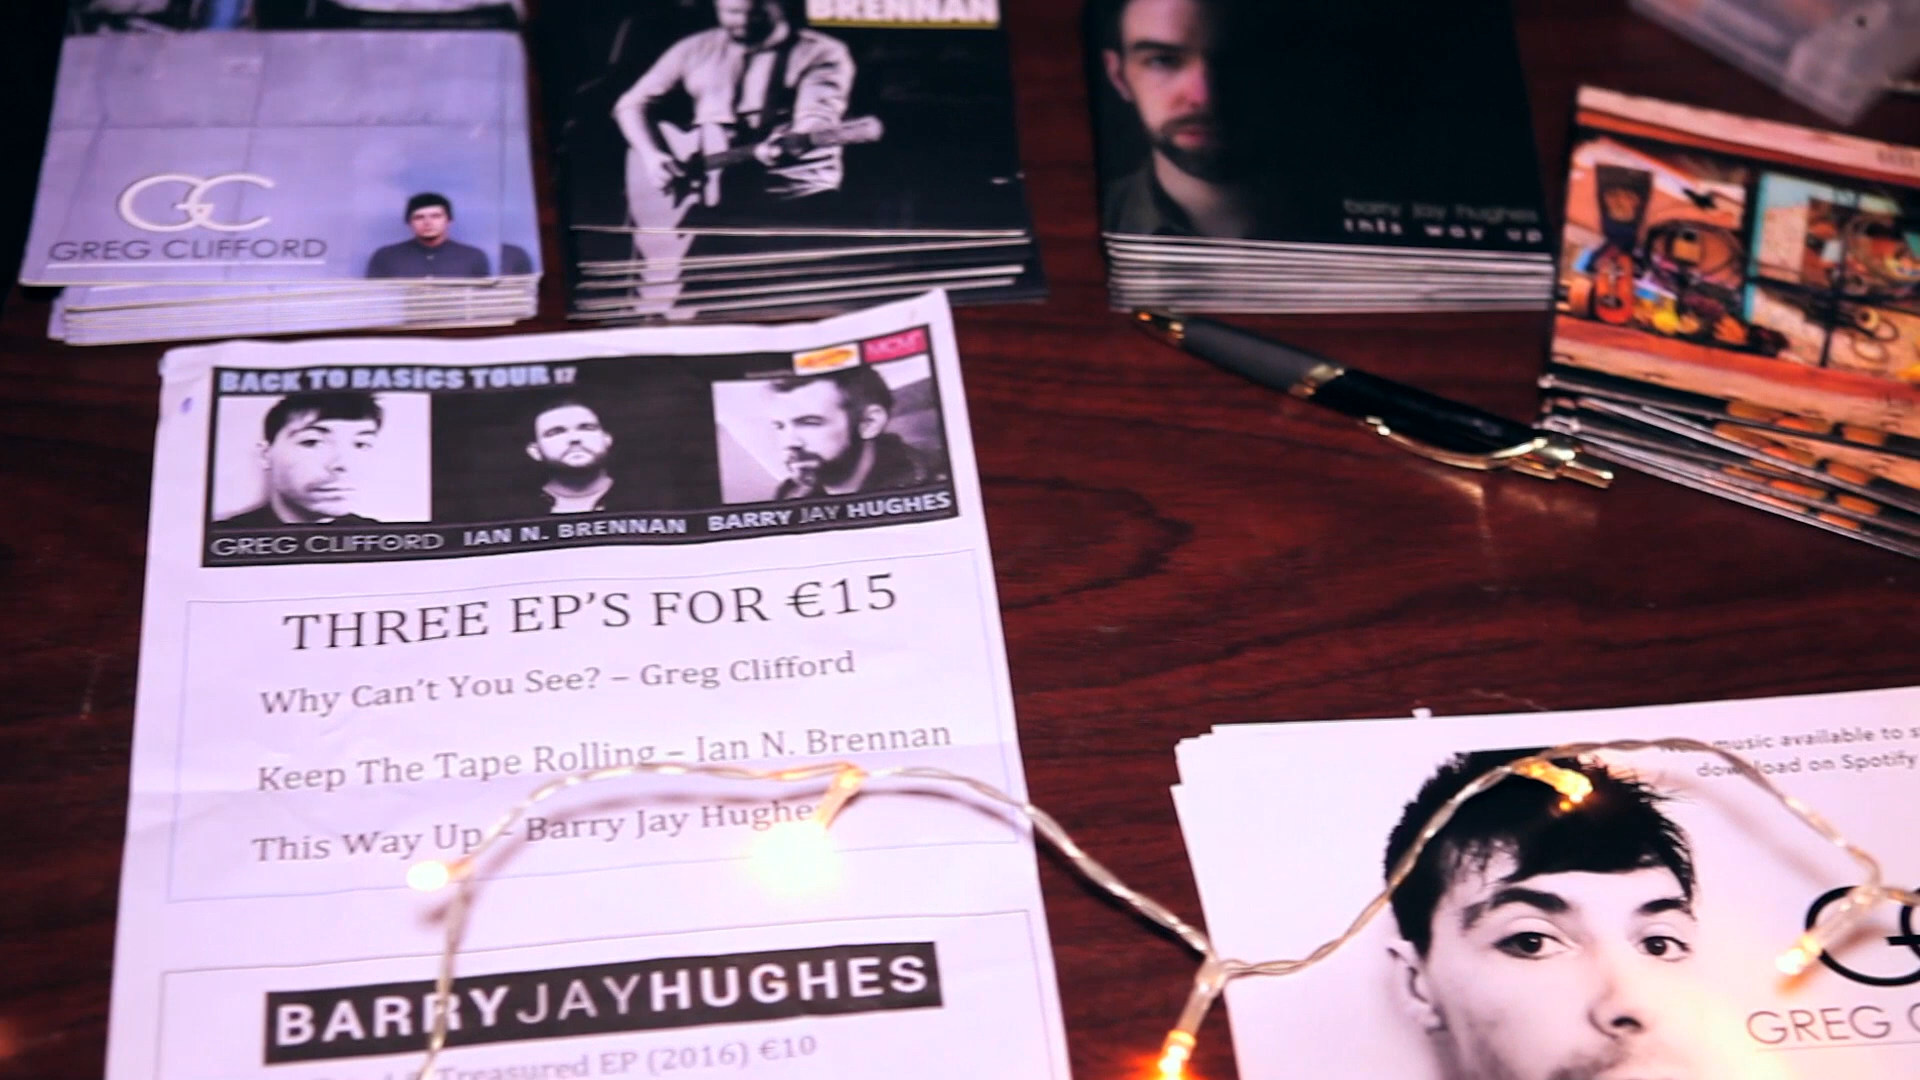 BRENNAN
GC
GREG CLIFFORD
barry jay hughes
this way up
BACK TO BASICS TOUR 17
GREG CLIFFORD IAN N. BRENNAN BARRY JAY HUGHES
THREE EP'S FOR €15
Why Can't You See? – Greg Clifford
Keep The Tape Rolling – Ian N. Brennan
This Way Up – Barry Jay Hughes
BARRYJAYHUGHES
Treasured EP (2016) €10
music available to
download on Spotify
GREG